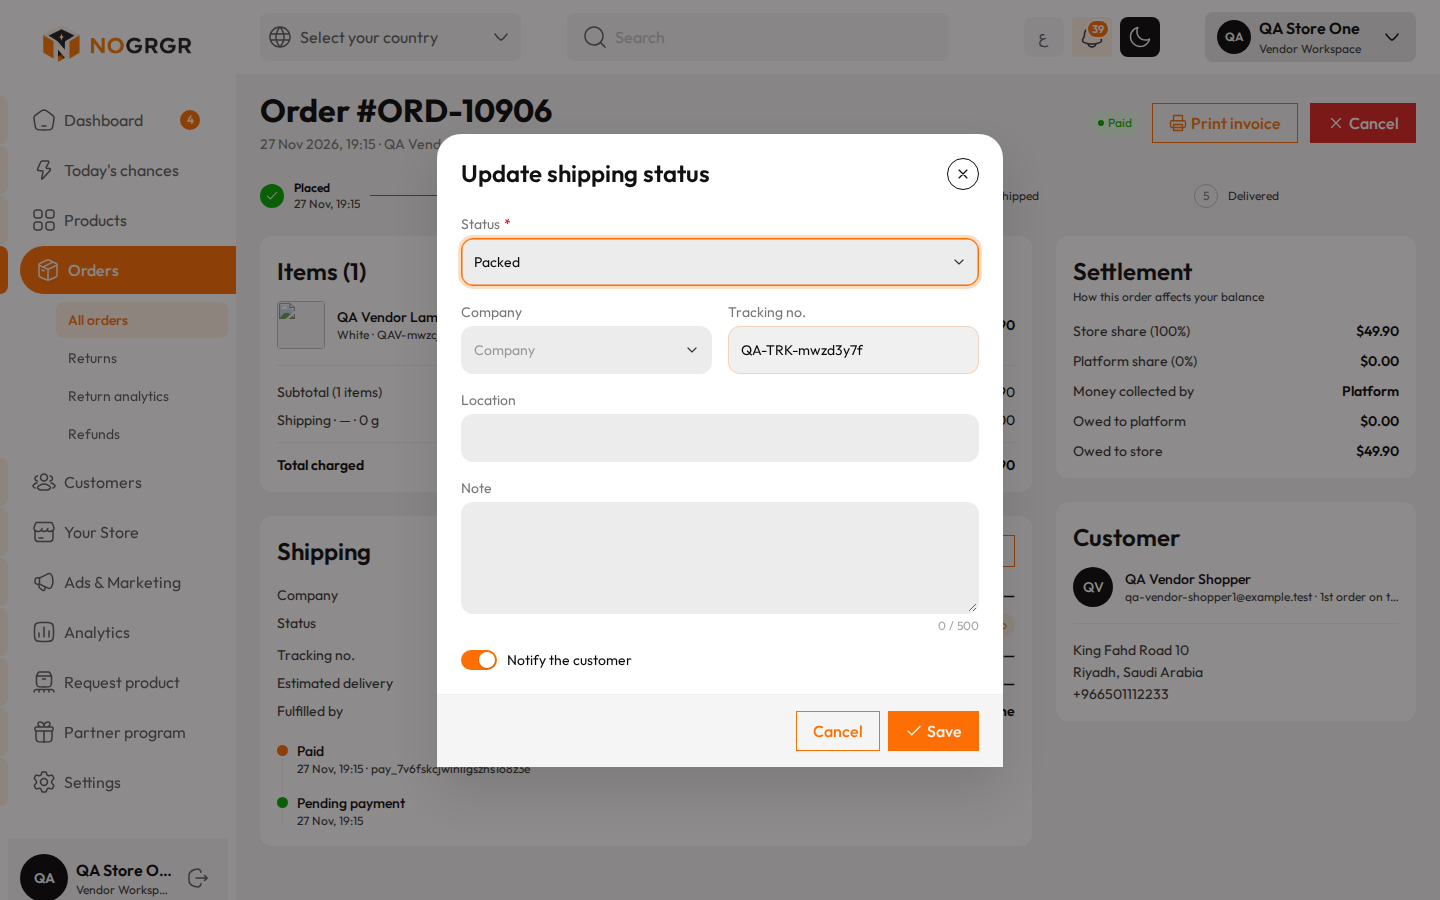 NOGRGR
Select your country
Search
ع
39
QA
QA Store One
Vendor Workspace
Dashboard
4
Today's chances
Products
Orders
All orders
Returns
Return analytics
Refunds
Customers
Your Store
Ads & Marketing
Analytics
Request product
Partner program
Settings
QA
QA Store O...
Vendor Worksp...
Order #ORD-10906
27 Nov 2026, 19:15 · QA Vend
Paid
Print invoice
Cancel
Placed
27 Nov, 19:15
hipped
5
Delivered
Items (1)
QA Vendor Lam
White · QAV-mwzc
90
Subtotal (1 items)
90
Shipping · — · 0 g
00
Total charged
90
Shipping
Company
—
Status
Tracking no.
—
Estimated delivery
—
Fulfilled by
ne
Paid
27 Nov, 19:15 · pay_7v6fskcjwinligszhs1o8z3e
Pending payment
27 Nov, 19:15
Update shipping status
Status *
Packed
Company
Tracking no.
Company
QA-TRK-mwzd3y7f
Location
Note
0 / 500
Notify the customer
Cancel
Save
Settlement
How this order affects your balance
Store share (100%)
$49.90
Platform share (0%)
$0.00
Money collected by
Platform
Owed to platform
$0.00
Owed to store
$49.90
Customer
QV
QA Vendor Shopper
qa-vendor-shopper1@example.test · 1st order on t...
King Fahd Road 10
Riyadh, Saudi Arabia
+966501112233